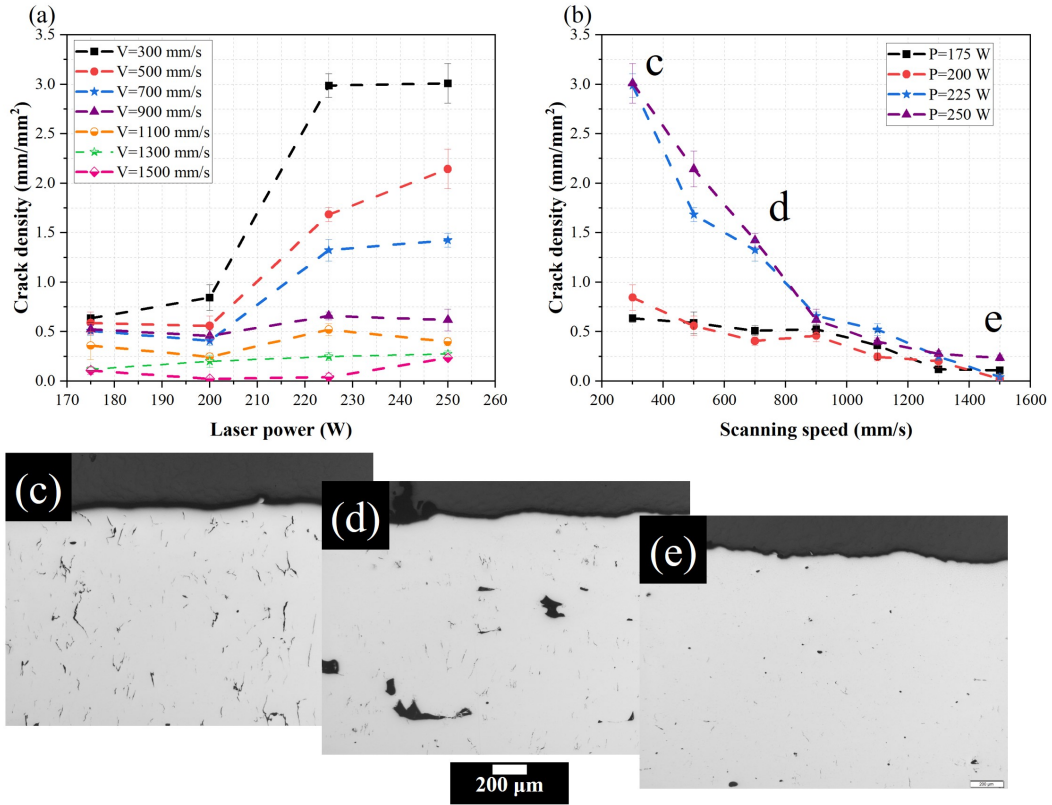 (a)
3.5
3.0
2.5
2.0
1.5
1.0
0.5
0.0
Crack density (mm/mm²)
V=300 mm/s
V=500 mm/s
V=700 mm/s
V=900 mm/s
V=1100 mm/s
V=1300 mm/s
V=1500 mm/s
170 180 190 200 210 220 230 240 250 260
Laser power (W)
(b)
3.5
3.0
2.5
2.0
1.5
1.0
0.5
0.0
Crack density (mm/mm²)
P=175 W
P=200 W
P=225 W
P=250 W
c
d
e
200 400 600 800 1000 1200 1400 1600
Scanning speed (mm/s)
(c)
(d)
(e)
200 μm
200 μm